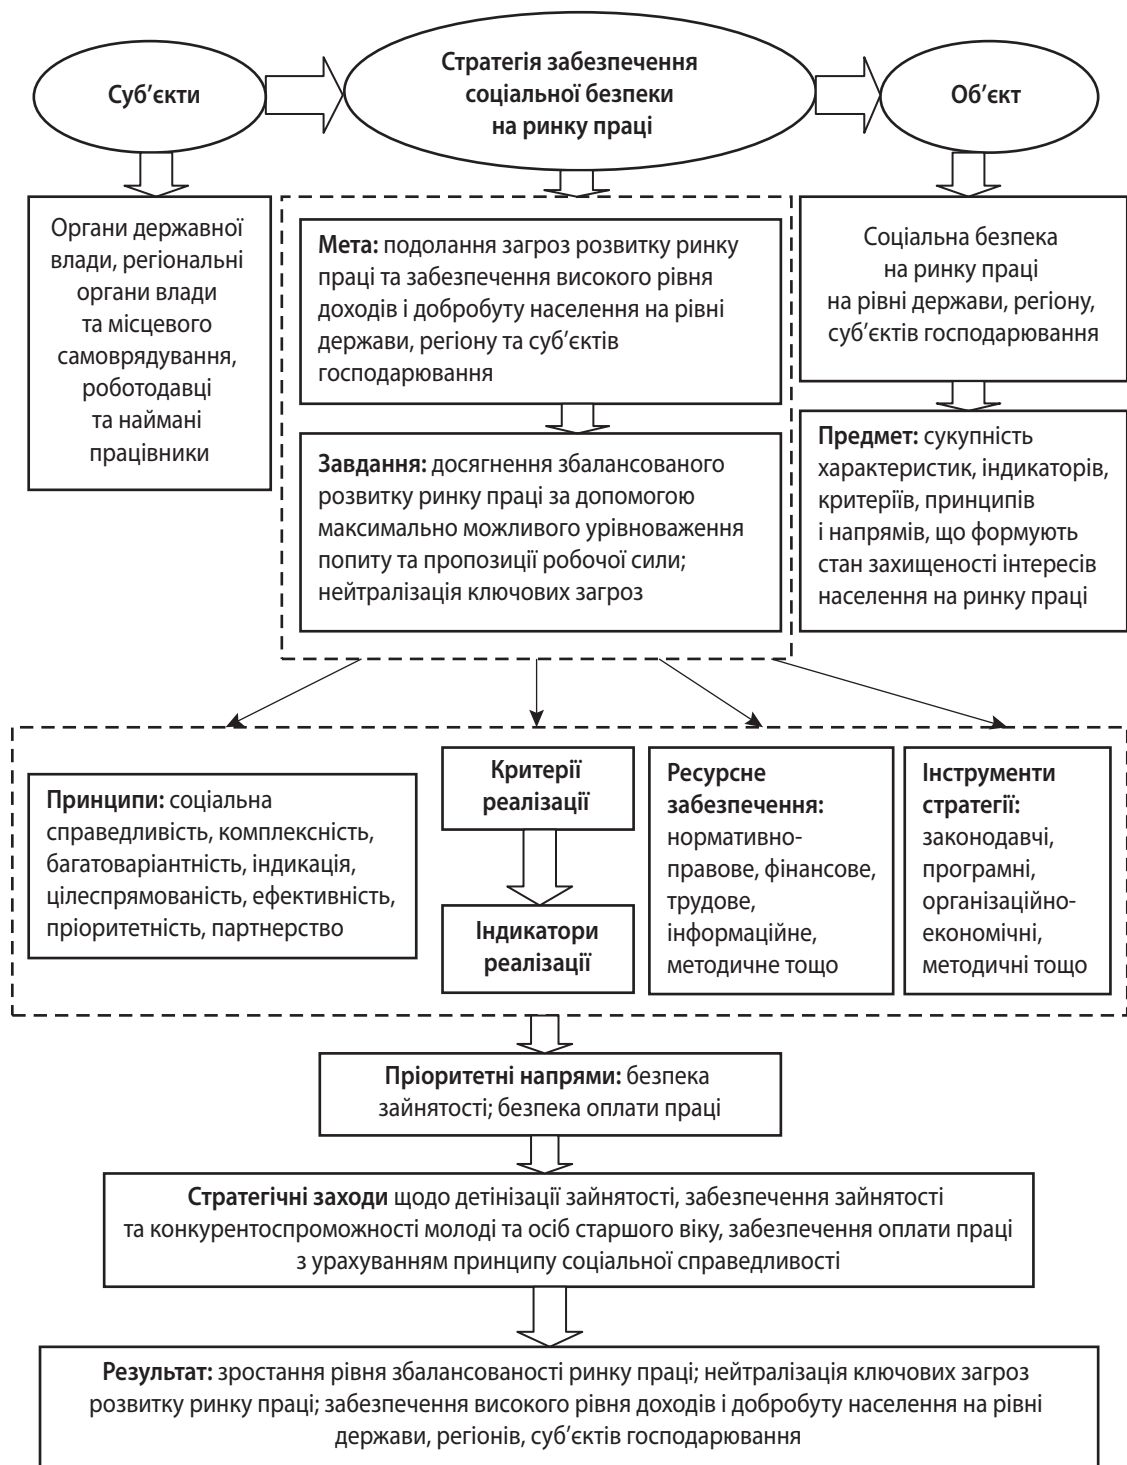 Суб’єкти
Стратегія забезпечення
соціальної безпеки
на ринку праці
Об’єкт
Органи державної
влади, регіональні
органи влади
та місцевого
самоврядування,
роботодавці
та наймані
працівники
Мета: подолання загроз розвитку ринку
праці та забезпечення високого рівня
доходів і добробуту населення на рівні
держави, регіону та суб’єктів
господарювання
Завдання: досягнення збалансованого
розвитку ринку праці за допомогою
максимально можливого урівноваження
попиту та пропозиції робочої сили;
нейтралізація ключових загроз
Соціальна безпека
на ринку праці
на рівні держави, регіону,
суб’єктів господарювання
Предмет: сукупність
характеристик, індикаторів,
критеріїв, принципів
і напрямів, що формують
стан захищеності інтересів
населення на ринку праці
Принципи: соціальна
справедливість, комплексність,
багатоваріантність, індикація,
цілеспрямованість, ефективність,
пріоритетність, партнерство
Критерії
реалізації
Індикатори
реалізації
Ресурсне
забезпечення:
нормативно-
правове, фінансове,
трудове,
інформаційне,
методичне тощо
Інструменти
стратегії:
законодавчі,
програмні,
організаційно-
економічні,
методичні тощо
Пріоритетні напрями: безпека
зайнятості; безпека оплати праці
Стратегічні заходи щодо детінізації зайнятості, забезпечення зайнятості
та конкурентоспроможності молоді та осіб старшого віку, забезпечення оплати праці
з урахуванням принципу соціальної справедливості
Результат: зростання рівня збалансованості ринку праці; нейтралізація ключових загроз
розвитку ринку праці; забезпечення високого рівня доходів і добробуту населення на рівні
держави, регіонів, суб’єктів господарювання